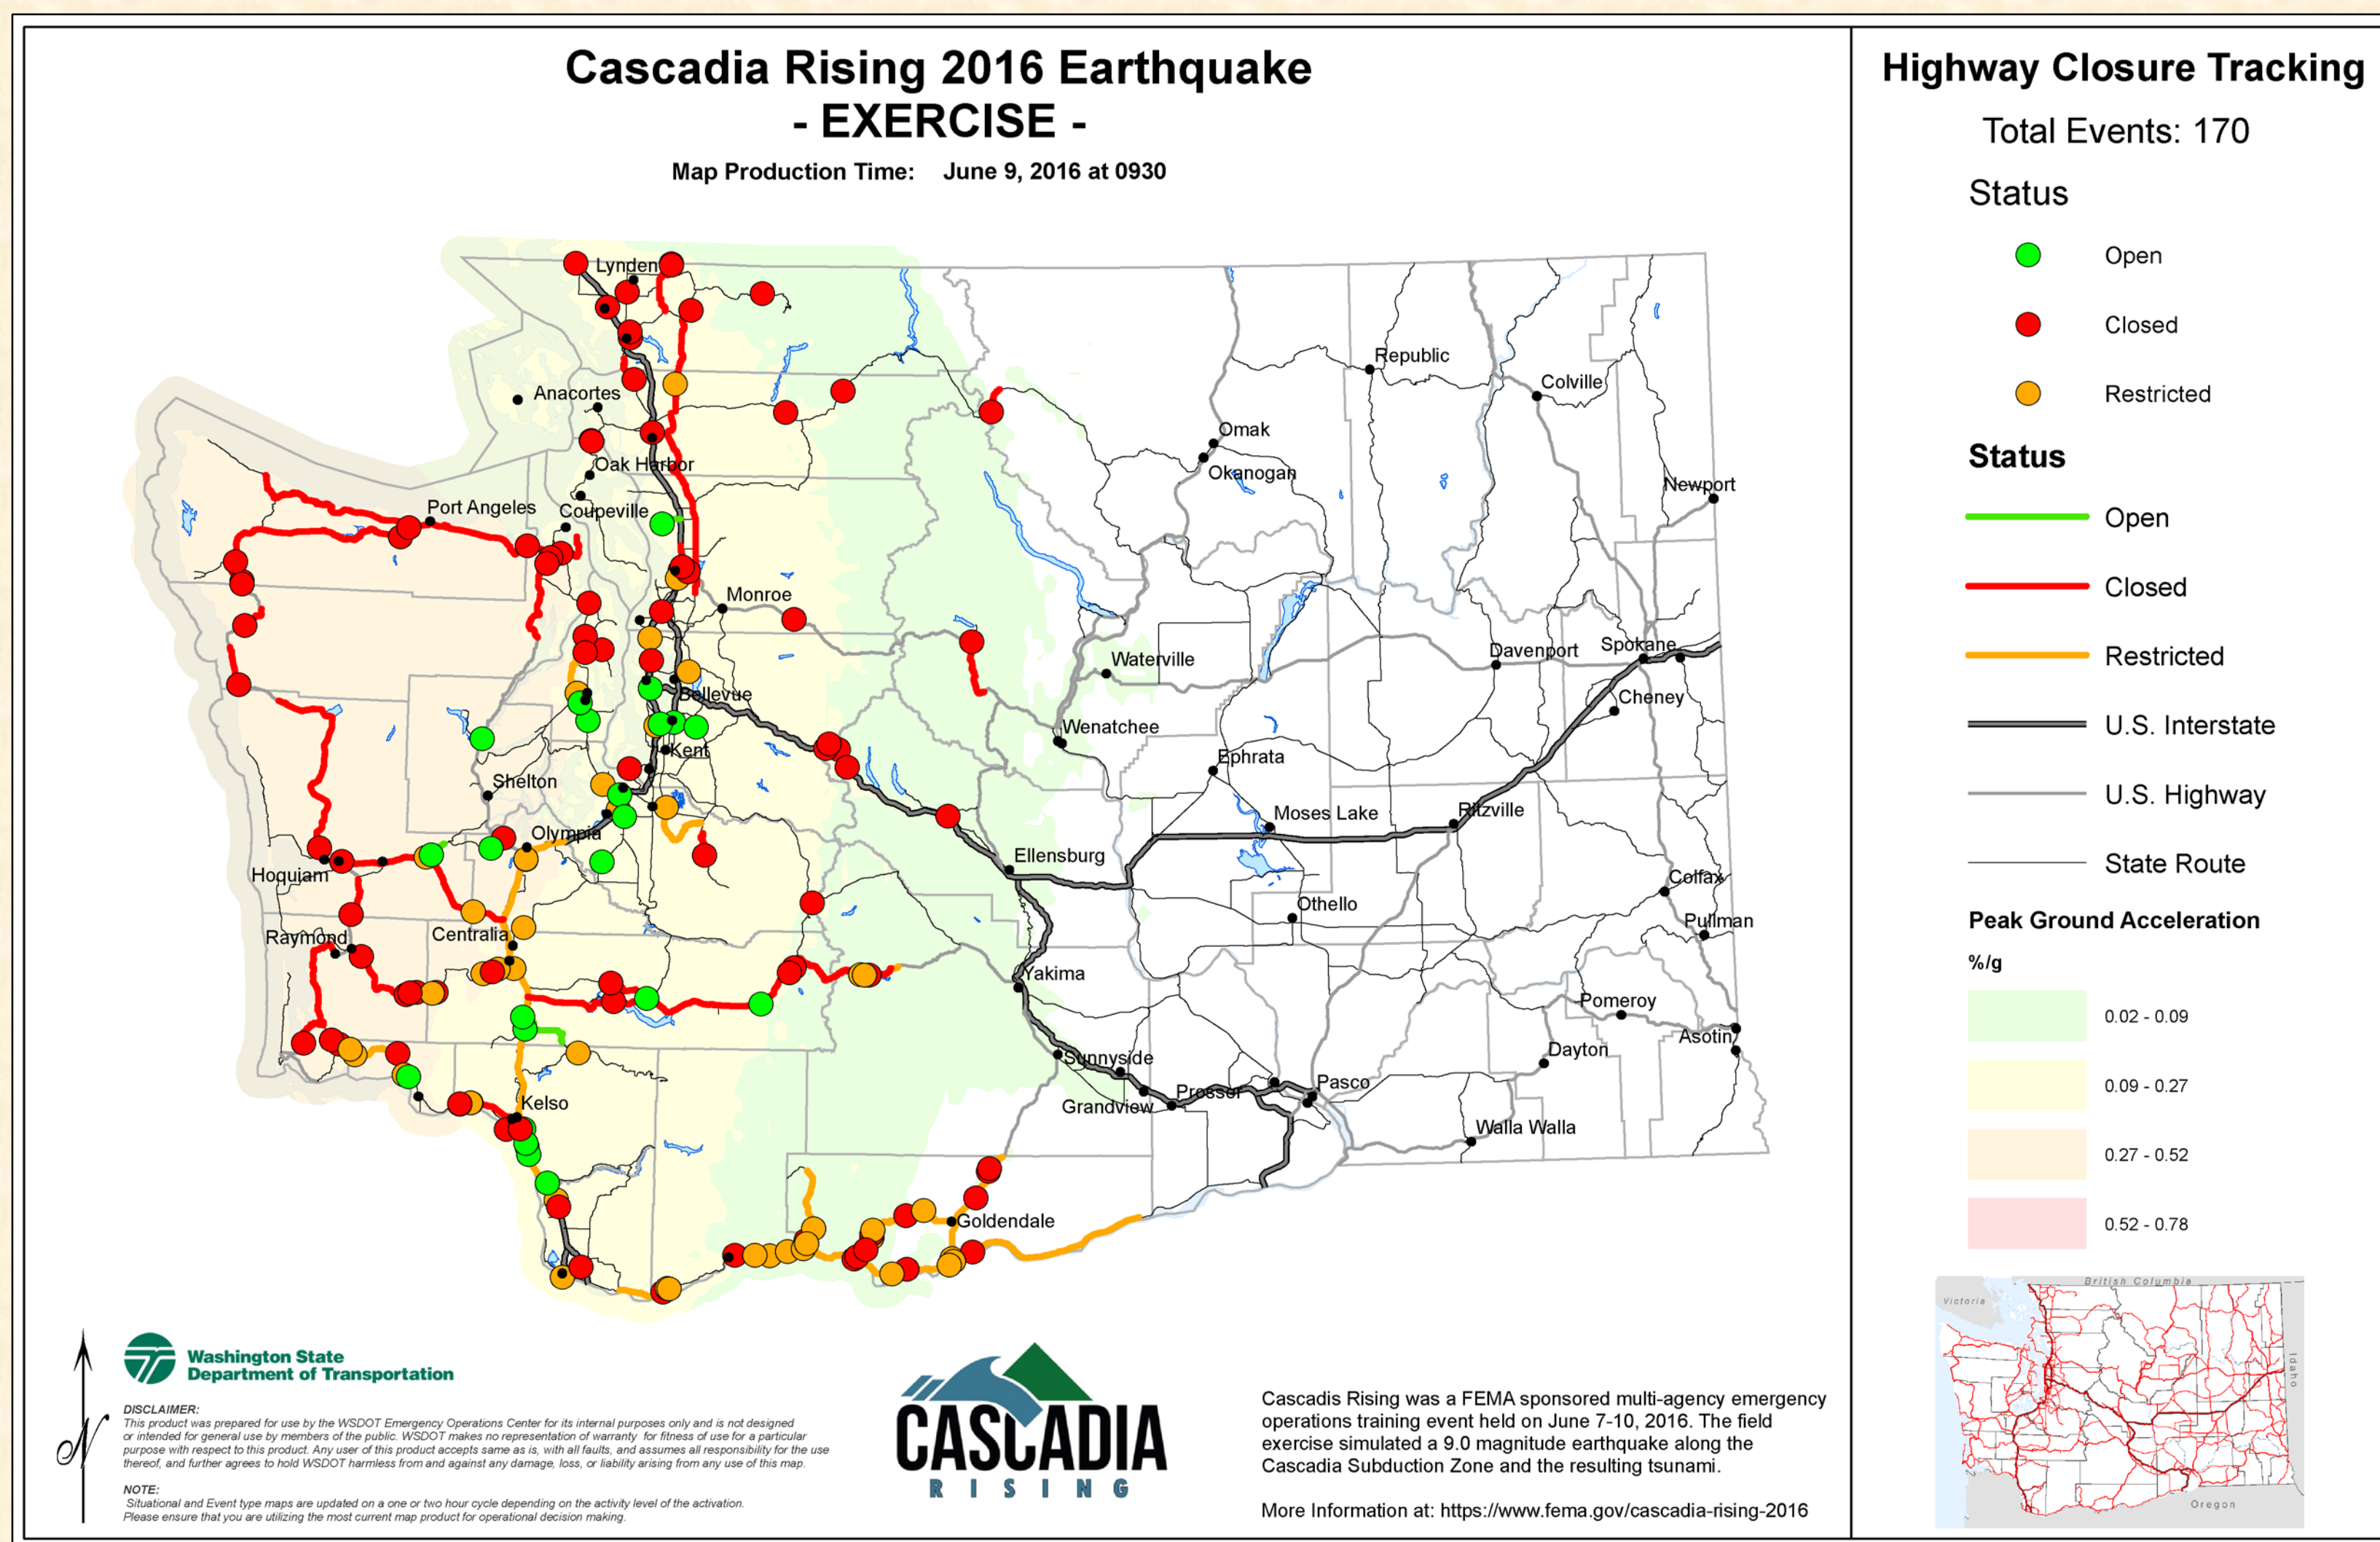 Cascadia Rising 2016 Earthquake
- EXERCISE -
Map Production Time: June 9, 2016 at 0930
Lynden
Anacortes
Oak Harbor
Port Angeles
Coupeville
Monroe
Republic
Colville
Omak
Okanogan
Newport
Waterville
Davenport
Spokane
Bellevue
Cheney
Wenatchee
Kent
Ephrata
Shelton
Moses Lake
Ritzville
Olympia
Ellensburg
Hoquiam
Colfax
Othello
Pullman
Raymond
Centralia
Yakima
Pomeroy
Asotin
Dayton
Sunnyside
Kelso
Grandview
Prosser
Pasco
Walla Walla
Goldendale
Washington State
Department of Transportation
DISCLAIMER:
This product was prepared for use by the WSDOT Emergency Operations Center for its internal purposes only and is not designed
or intended for general use by members of the public. WSDOT makes no representation of warranty for fitness of use for a particular
purpose with respect to this product. Any user of this product accepts same as is, with all faults, and assumes all responsibility for the use
thereof, and further agrees to hold WSDOT harmless from and against any damage, loss, or liability arising from any use of this map.
NOTE:
Situational and Event type maps are updated on a one or two hour cycle depending on the activity level of the activation.
Please ensure that you are utilizing the most current map product for operational decision making.
N
CASCADIA
RISING
Cascadis Rising was a FEMA sponsored multi-agency emergency
operations training event held on June 7-10, 2016. The field
exercise simulated a 9.0 magnitude earthquake along the
Cascadia Subduction Zone and the resulting tsunami.
More Information at: https://www.fema.gov/cascadia-rising-2016
Highway Closure Tracking
Total Events: 170
Status
Open
Closed
Restricted
Status
Open
Closed
Restricted
U.S. Interstate
U.S. Highway
State Route
Peak Ground Acceleration
%/g
0.02 - 0.09
0.09 - 0.27
0.27 - 0.52
0.52 - 0.78
British Columbia
Victoria
Idaho
Oregon